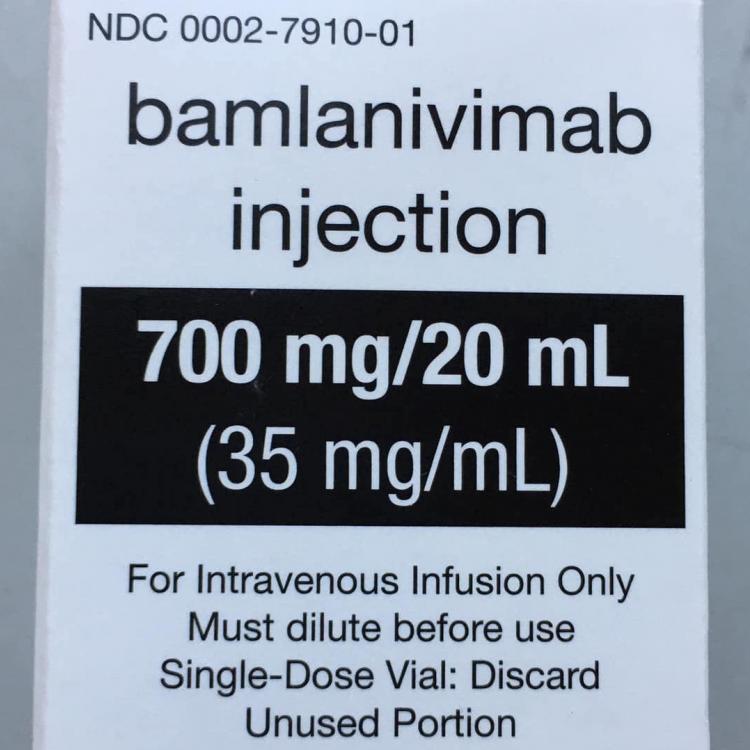 NDC 0002-7910-01
bamlanivimab
injection
700 mg/20 mL
(35 mg/mL)
For Intravenous Infusion Only
Must dilute before use
Single-Dose Vial: Discard
Unused Portion